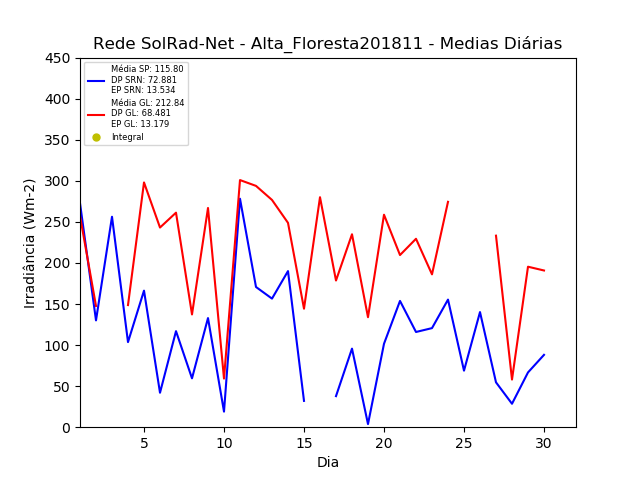 Rede SolRad-Net - Alta_Floresta201811 - Medias Diárias
Irradiância (Wm-2)
450
400
350
300
250
200
150
100
50
0
Média SP: 115.80
DP SRN: 72.881
EP SRN: 13.534
Média GL: 212.84
DP GL: 68.481
EP GL: 13.179
Integral
5
10
15
20
25
30
Dia